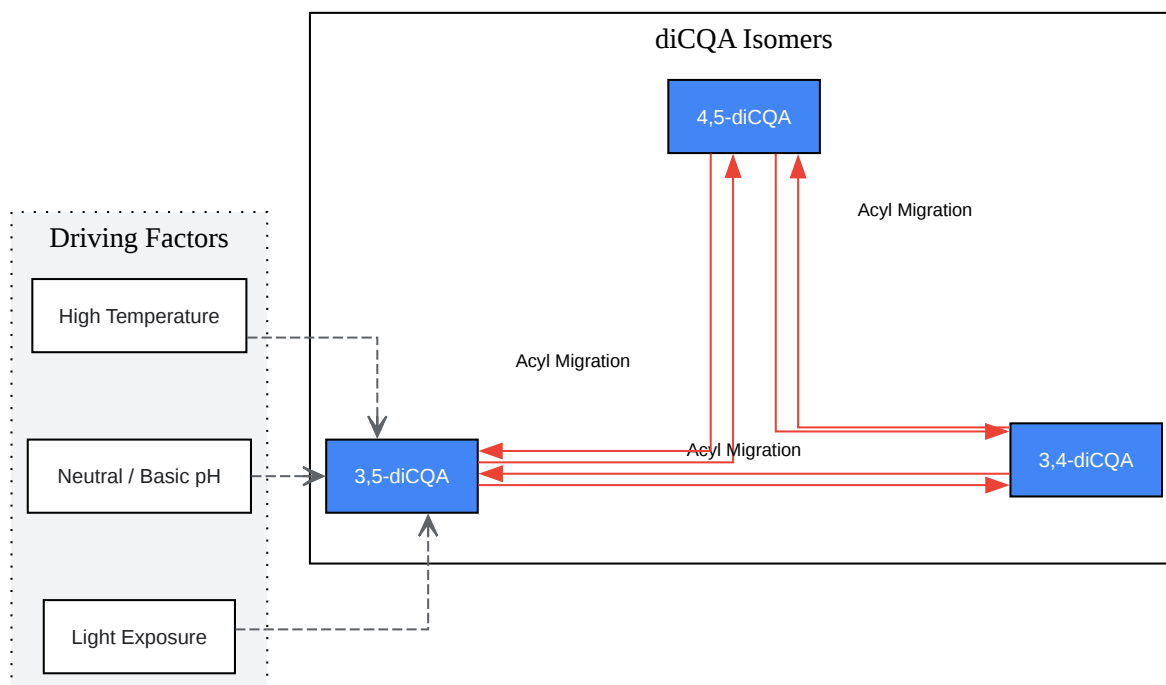 diCQA Isomers
4,5-diCQA
Acyl Migration
Driving Factors
High Temperature
Acyl Migration
Acyl Migration
3,4-diCQA
Neutral / Basic pH
3,5-diCQA
Light Exposure